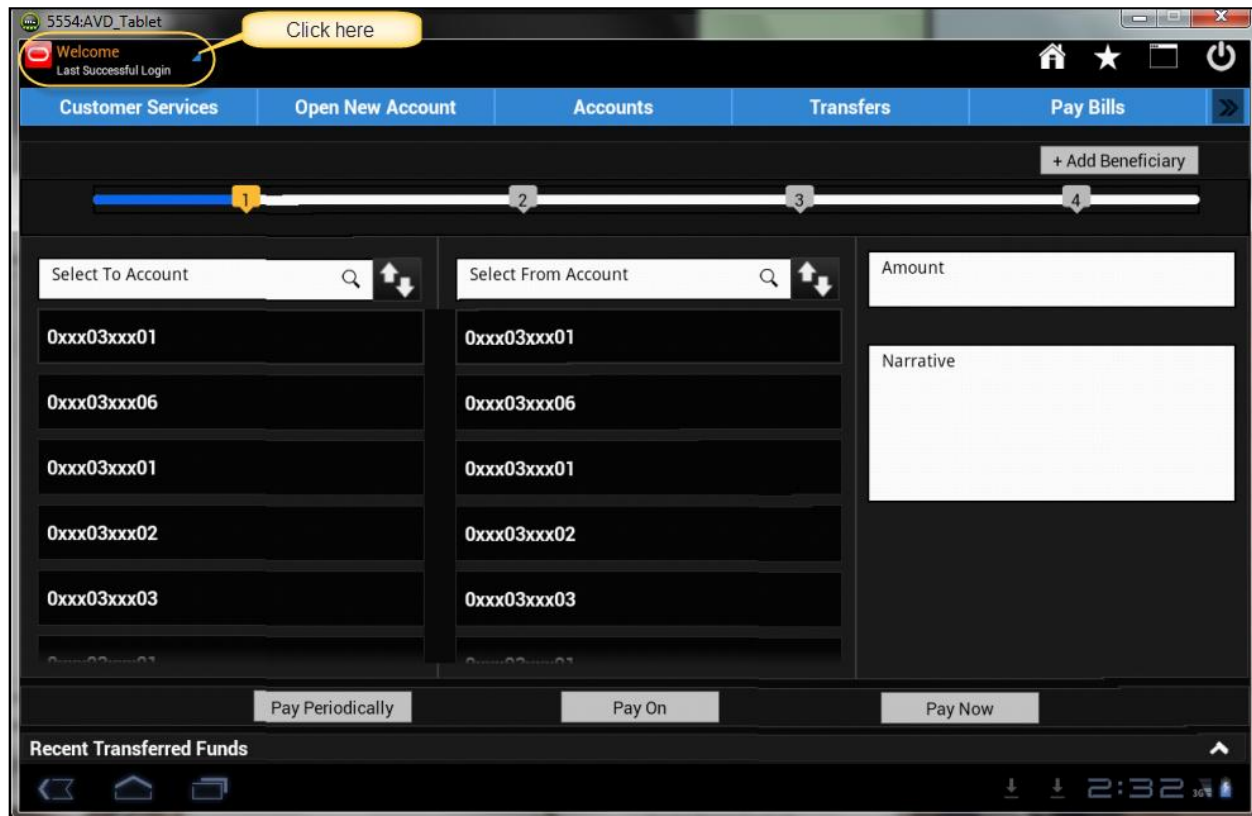 5554:AVD_Tablet
Click here
Welcome
Last Successful Login
Customer Services
Open New Account
Accounts
Transfers
Pay Bills
+ Add Beneficiary
1
2
3
4
Select To Account
Select From Account
Amount
0xxx03xxx01
0xxx03xxx01
Narrative
0xxx03xxx06
0xxx03xxx06
0xxx03xxx01
0xxx03xxx01
0xxx03xxx02
0xxx03xxx02
0xxx03xxx03
0xxx03xxx03
Pay Periodically
Pay On
Pay Now
Recent Transferred Funds
2:32
3G